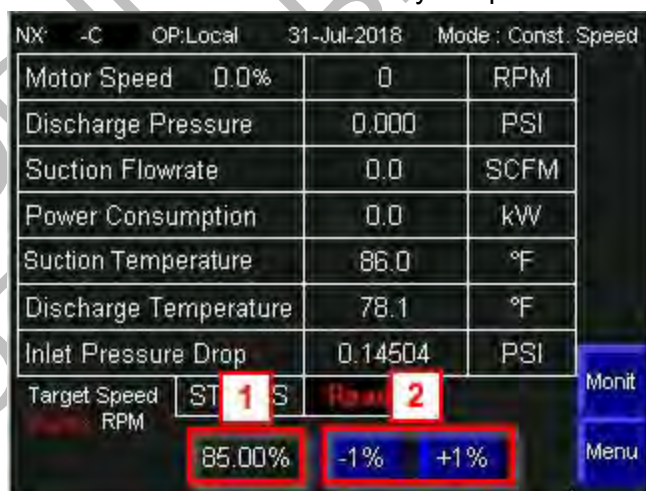 NX -C OP:Local 31-Jul-2018 Mode : Const. Speed
Motor Speed 0.0% 0 RPM
Discharge Pressure 0.000 PSI
Suction Flowrate 0.0 SCFM
Power Consumption 0.0 kW
Suction Temperature 86.0 °F
Discharge Temperature 78.1 °F
Inlet Pressure Drop 0.14504 PSI
Target Speed ST 1 S 2 Monit
RPM
85.00% -1% +1% Menu